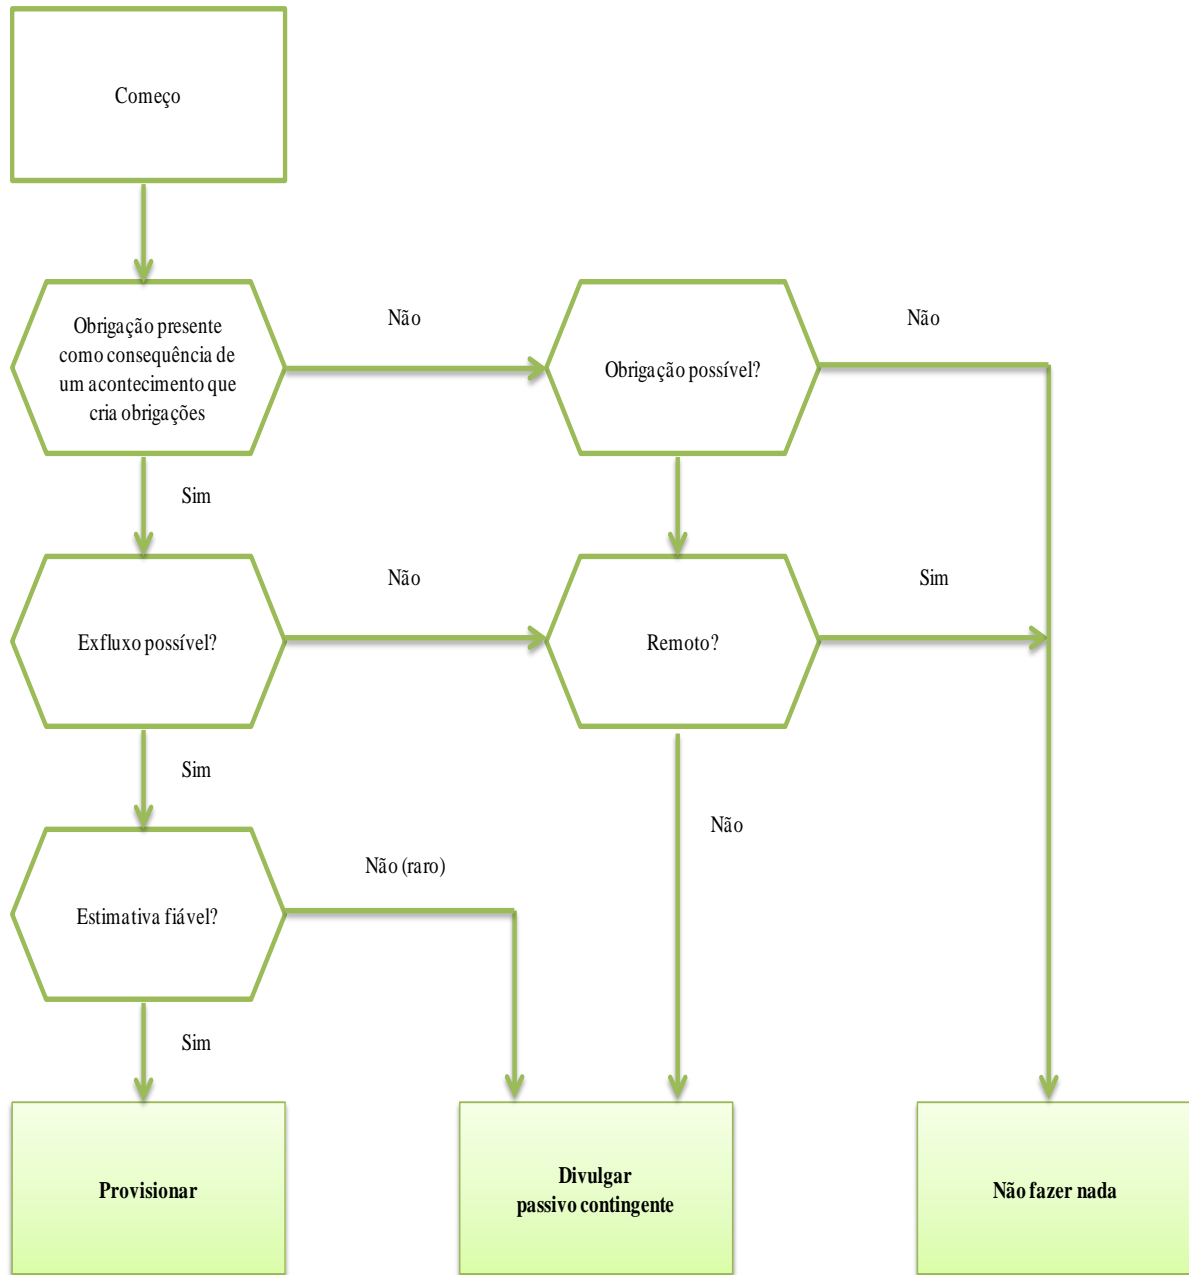 Começo
Obrigação presente
como consequência de
um acontecimento que
cria obrigações
Não
Obrigação possível?
Não
Sim
Exfluxo possível?
Não
Remoto?
Sim
Sim
Estimativa fiável?
Não (raro)
Não
Sim
Provisionar
Divulgar
passivo contingente
Não fazer nada